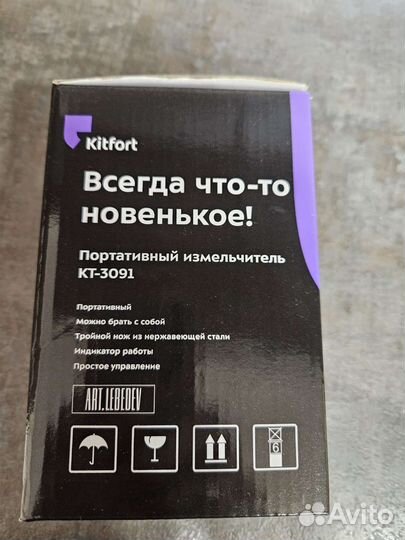 Kitfort
Всегда что-то
новенькое!
Портативный измельчитель
КТ-3091
Портативный
Можно брать с собой
Тройной нож из нержавеющей стали
Индикатор работы
Простое управление
ART.LEBEDEV
6
Avito